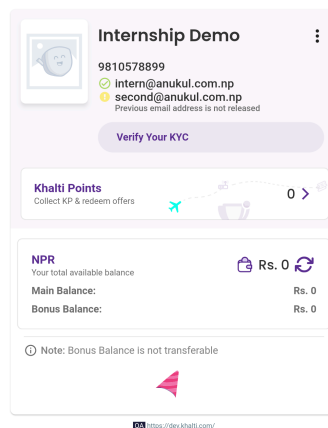 Internship Demo
9810578899
intern@anukul.com.np
second@anukul.com.np
Previous email address is not released
Verify Your KYC
Khalti Points
Collect KP & redeem offers
0
NPR
Your total available balance
Rs. 0
Main Balance:
Rs. 0
Bonus Balance:
Rs. 0
Note: Bonus Balance is not transferable
QA https://dev.khalti.com/